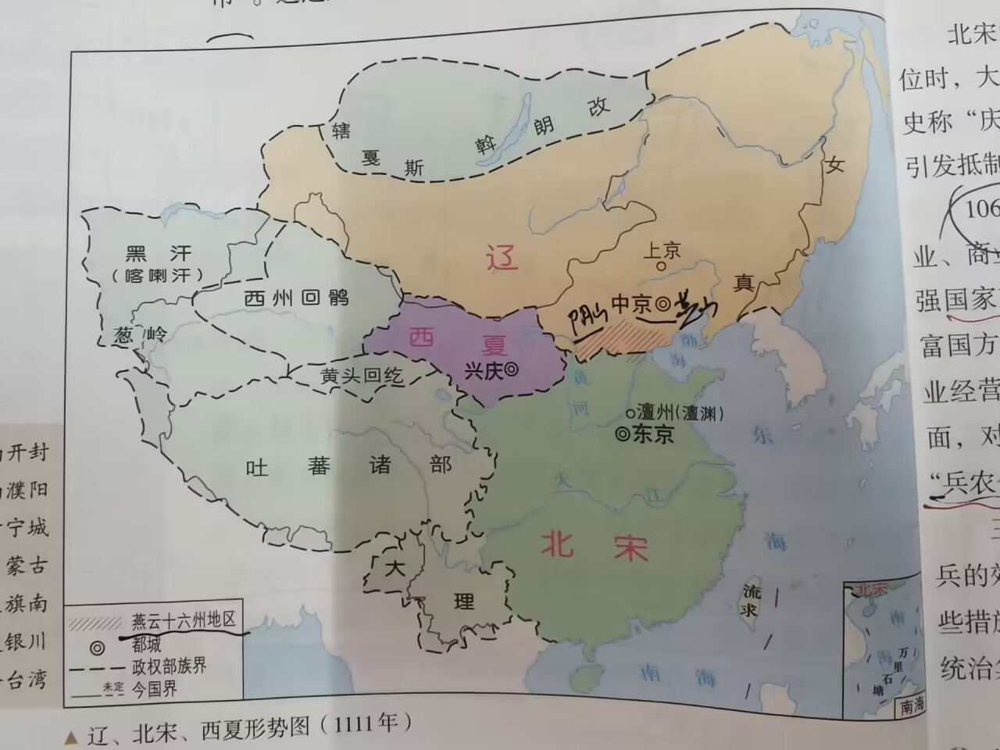 辖戛斯
斡朗改
女真
辽
上京
中京
阴山
燕山
黑汗
（喀喇汗）
西州回鹘
葱岭
西夏
兴庆
黄头回纥
渤海
黄河
澶州(澶渊)
东京
东海
吐蕃诸部
大江
北宋
大理
流求
南海
北宋
南海
万里石塘
南海
燕云十六州地区
都城
政权部族界
未定
今国界
▲ 辽、北宋、西夏形势图（1111年）
开封
濮阳
宁城
蒙古
旗南
银川
台湾
北宋
位时，大
史称“庆
引发抵制
106
业、商业
强国家
富国方
业经营
面，对
“兵农
兵的效
些措施
统治